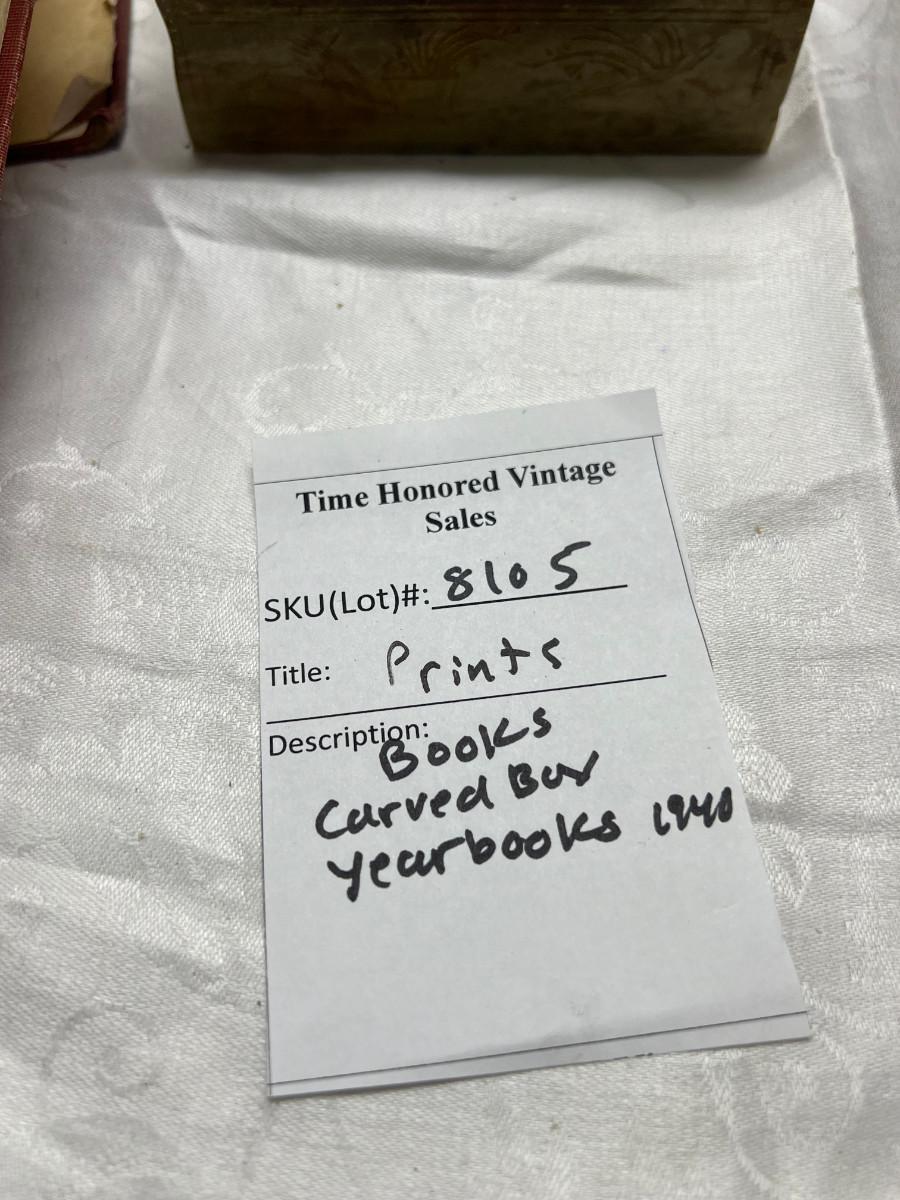 Time Honored Vintage
Sales
SKU(Lot)#: 8105
Title: Prints
Description:
Books
Carved Box
Yearbooks 1940